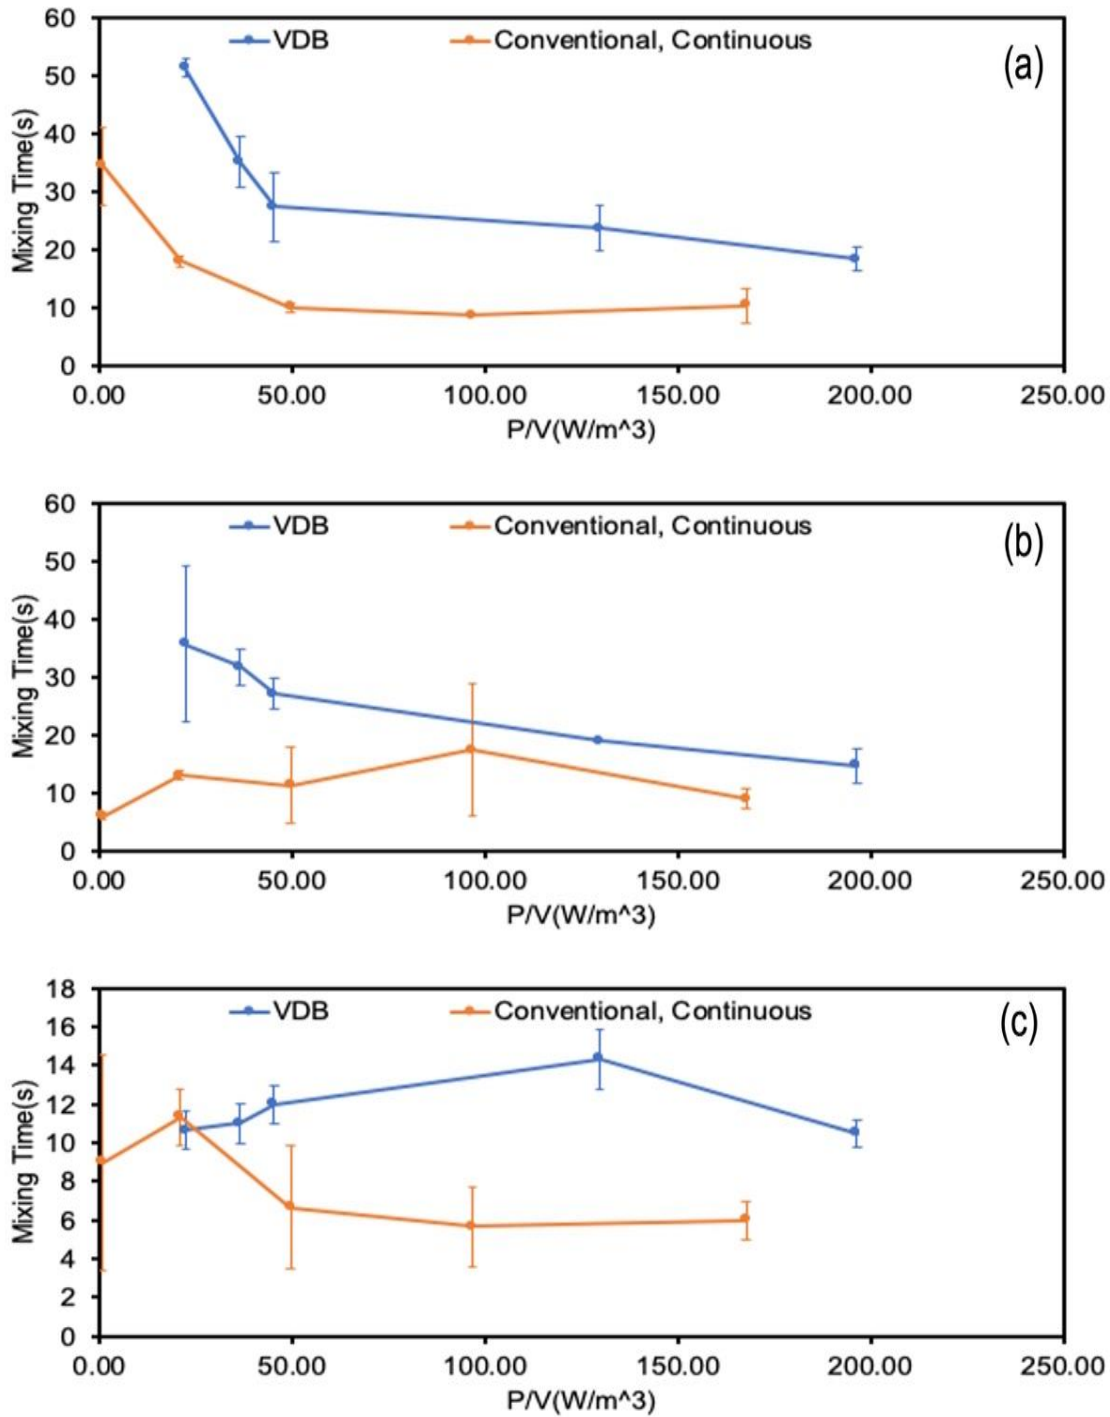 60
VDB
Conventional, Continuous
(a)
50
40
30
20
10
0
Mixing Time(s)
0.00 50.00 100.00 150.00 200.00 250.00
P/V(W/m^3)
60
VDB
Conventional, Continuous
(b)
50
40
30
20
10
0
Mixing Time(s)
0.00 50.00 100.00 150.00 200.00 250.00
P/V(W/m^3)
18
VDB
Conventional, Continuous
(c)
16
14
12
10
8
6
4
2
0
Mixing Time(s)
0.00 50.00 100.00 150.00 200.00 250.00
P/V(W/m^3)